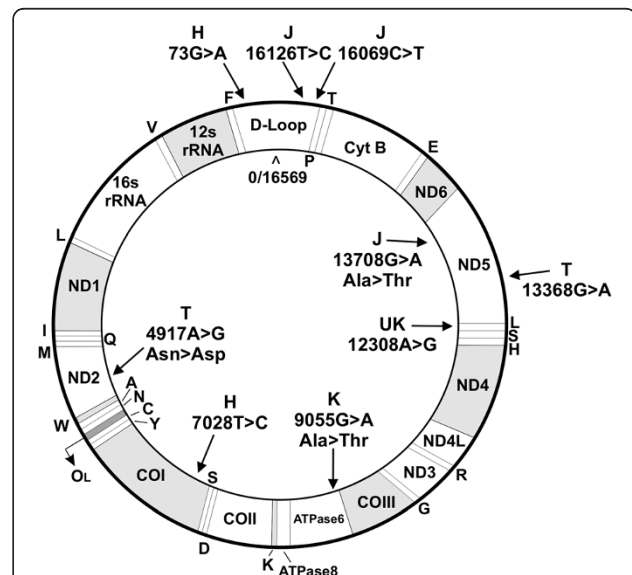 H
73G>A
J
16126T>C
J
16069C>T
F
D-Loop
T
V
12s
rRNA
P
Cyt B
E
^
0/16569
ND6
16s
rRNA
L
J
13708G>A
Ala>Thr
ND5
T
13368G>A
ND1
T
4917A>G
Asn>Asp
UK
12308A>G
L
S
H
I
M
Q
ND2
A
N
C
Y
W
OL
H
7028T>C
K
9055G>A
Ala>Thr
ND4
ND4L
R
ND3
G
COI
S
D
COII
K
ATPase8
ATPase6
COIII